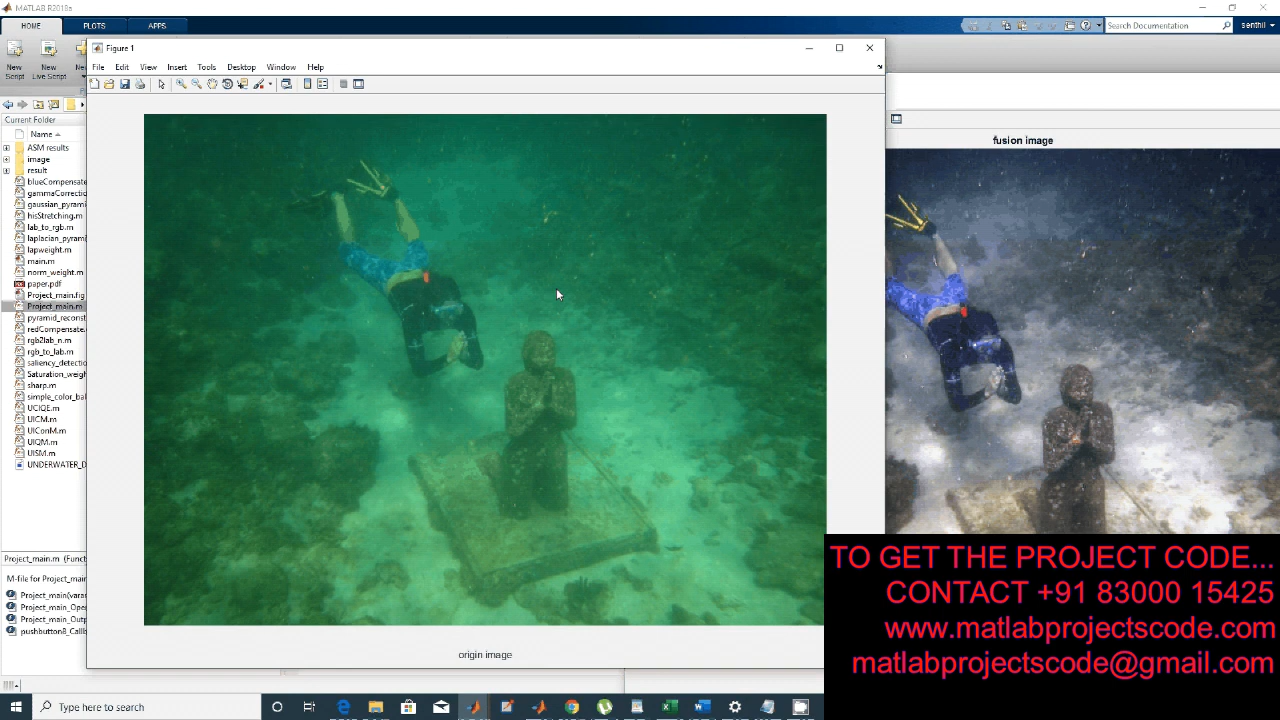 MATLAB R2018a
HOME
PLOTS
APPS
Search Documentation
senthil
New Script
New Live Script
Figure 1
File Edit View Insert Tools Desktop Window Help
Current Folder
Name
ASM results
image
result
blueCompensate
gammaCorrectio
gaussian_pyrami
hisStretching.m
lab_to_rgb.m
laplacian_pyrami
lapweight.m
main.m
norm_weight.m
paper.pdf
Project_main.fig
Project_main.m
pyramid_reconst
redCompensate.
rgb2lab_n.m
rgb_to_lab.m
saliency_detectio
Saturation_weigh
sharp.m
simple_color_bal
UCIQE.m
UICM.m
UIConM.m
UIQM.m
UISM.m
UNDERWATER_D
fusion image
origin image
Project_main.m (Func
M-file for Project_main
Project_main(vara
Project_main_Ope
Project_main_Outp
pushbutton8_Callb
TO GET THE PROJECT CODE...
CONTACT +91 83000 15425
www.matlabprojectscode.com
matlabprojectscode@gmail.com
Type here to search